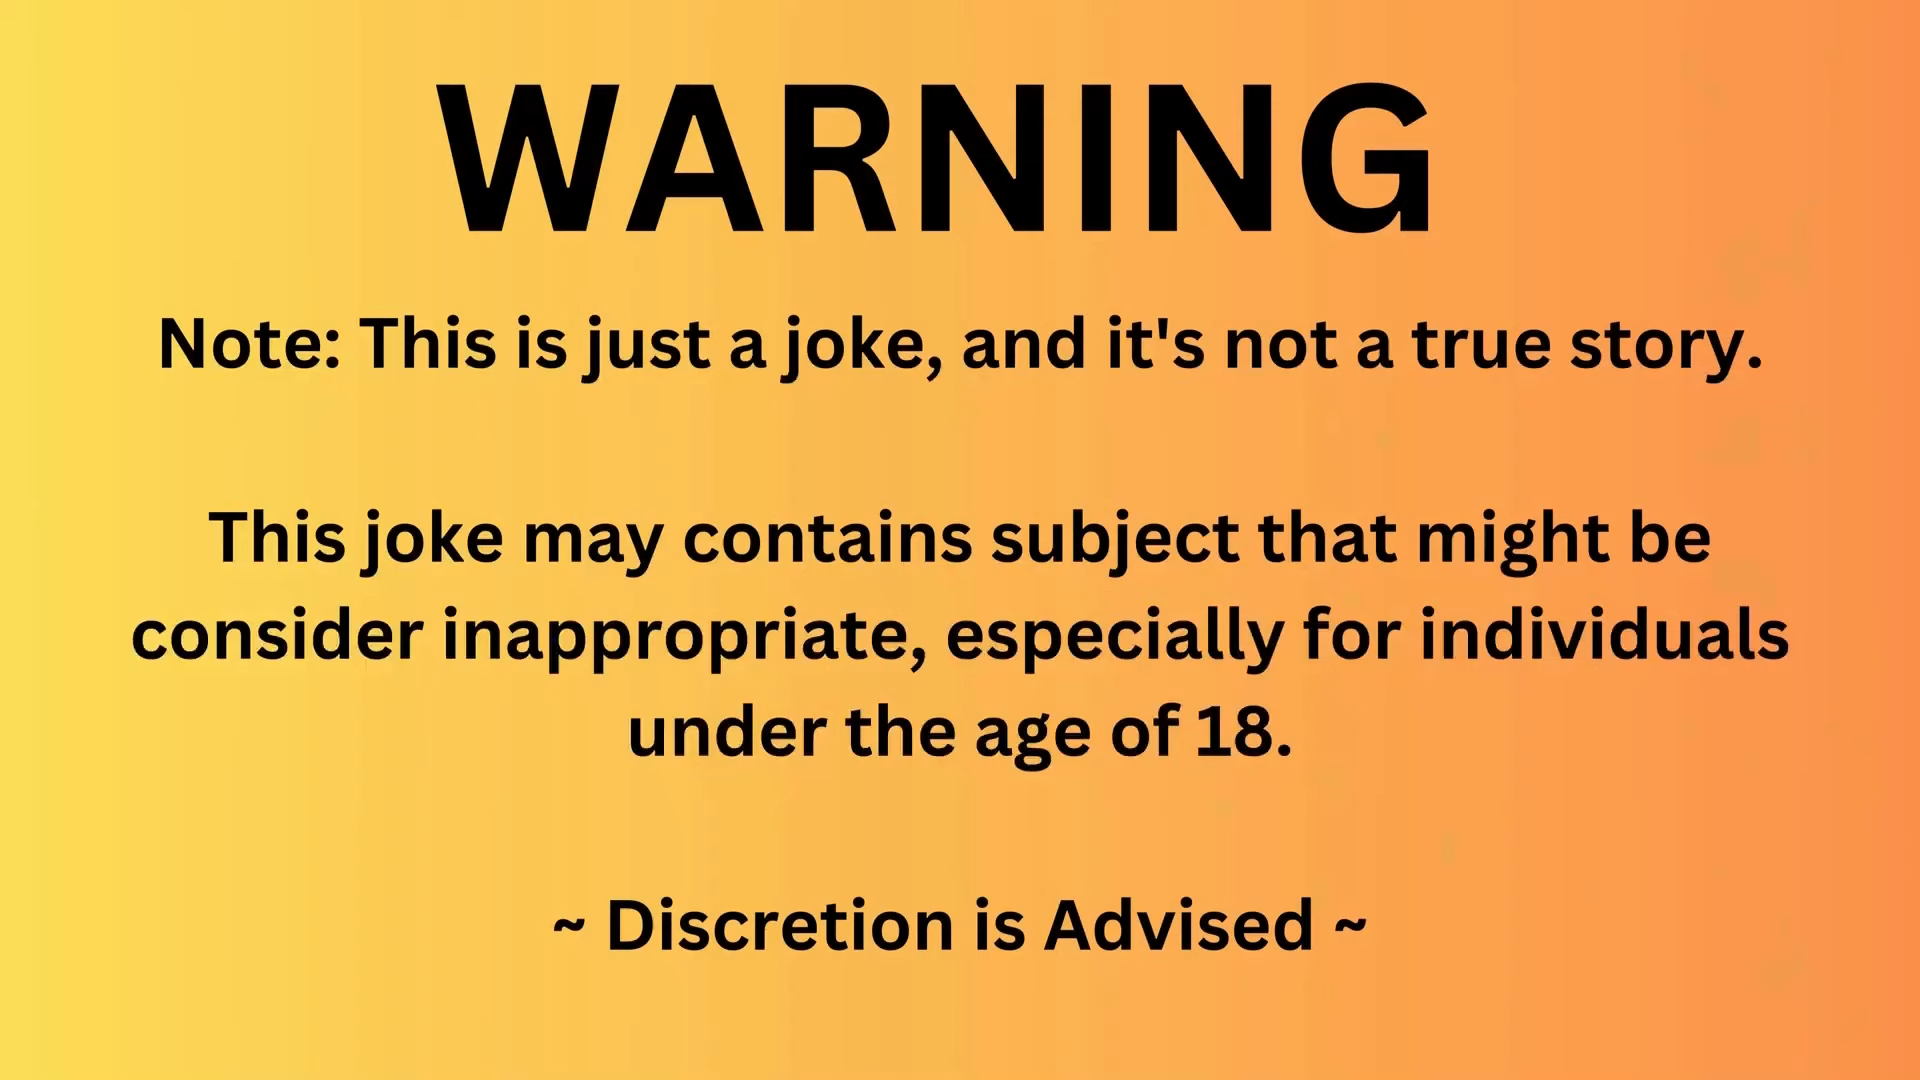 WARNING
Note: This is just a joke, and it's not a true story.
This joke may contains subject that might be
consider inappropriate, especially for individuals
under the age of 18.
~ Discretion is Advised ~